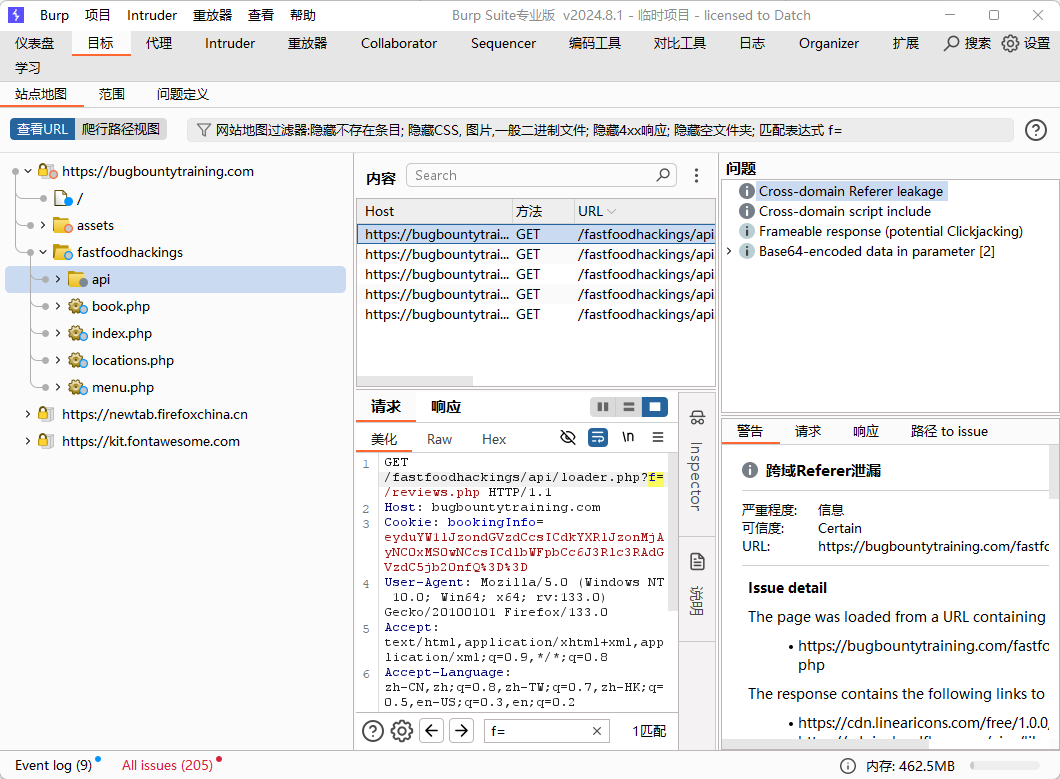 Burp 项目 Intruder 重放器 查看 帮助 Burp Suite专业版 v2024.8.1 - 临时项目 - licensed to Datch
仪表盘 目标 代理 Intruder 重放器 Collaborator Sequencer 编码工具 对比工具 日志 Organizer 扩展 搜索 设置
学习
站点地图 范围 问题定义
查看URL 爬行路径视图 网站地图过滤器:隐藏不存在条目; 隐藏CSS, 图片,一般二进制文件; 隐藏4xx响应; 隐藏空文件夹; 匹配表达式 f=
https://bugbountytraining.com
/
assets
fastfoodhackings
api
book.php
index.php
locations.php
menu.php
https://newtab.firefoxchina.cn
https://kit.fontawesome.com
内容 Search
Host 方法 URL
https://bugbountytrai... GET /fastfoodhackings/api
https://bugbountytrai... GET /fastfoodhackings/api
https://bugbountytrai... GET /fastfoodhackings/api
https://bugbountytrai... GET /fastfoodhackings/api
https://bugbountytrai... GET /fastfoodhackings/api
请求 响应
美化 Raw Hex \n
1 GET
/fastfoodhackings/api/loader.php?f=
/reviews.php HTTP/1.1
2 Host: bugbountytraining.com
3 Cookie: bookingInfo=
User-Agent: Mozilla/5.0 (Windows NT
4 10.0; Win64; x64; rv:133.0)
Gecko/20100101 Firefox/133.0
5 Accept:
text/html,application/xhtml+xml,app
lication/xml;q=0.9,*/*;q=0.8
6 Accept-Language:
zh-CN,zh;q=0.8,zh-TW;q=0.7,zh-HK;q=
0.5,en-US;q=0.3,en;q=0.2
f= 1匹配
Inspector
说明
问题
Cross-domain Referer leakage
Cross-domain script include
Frameable response (potential Clickjacking)
Base64-encoded data in parameter [2]
警告 请求 响应 路径 to issue
跨域Referer泄漏
严重程度: 信息
可信度: Certain
URL: https://bugbountytraining.com/fastfo
Issue detail
The page was loaded from a URL containing
• https://bugbountytraining.com/fastfo
php
The response contains the following links to
• https://cdn.linearicons.com/free/1.0.0
Event log (9) All issues (205) 内存: 462.5MB